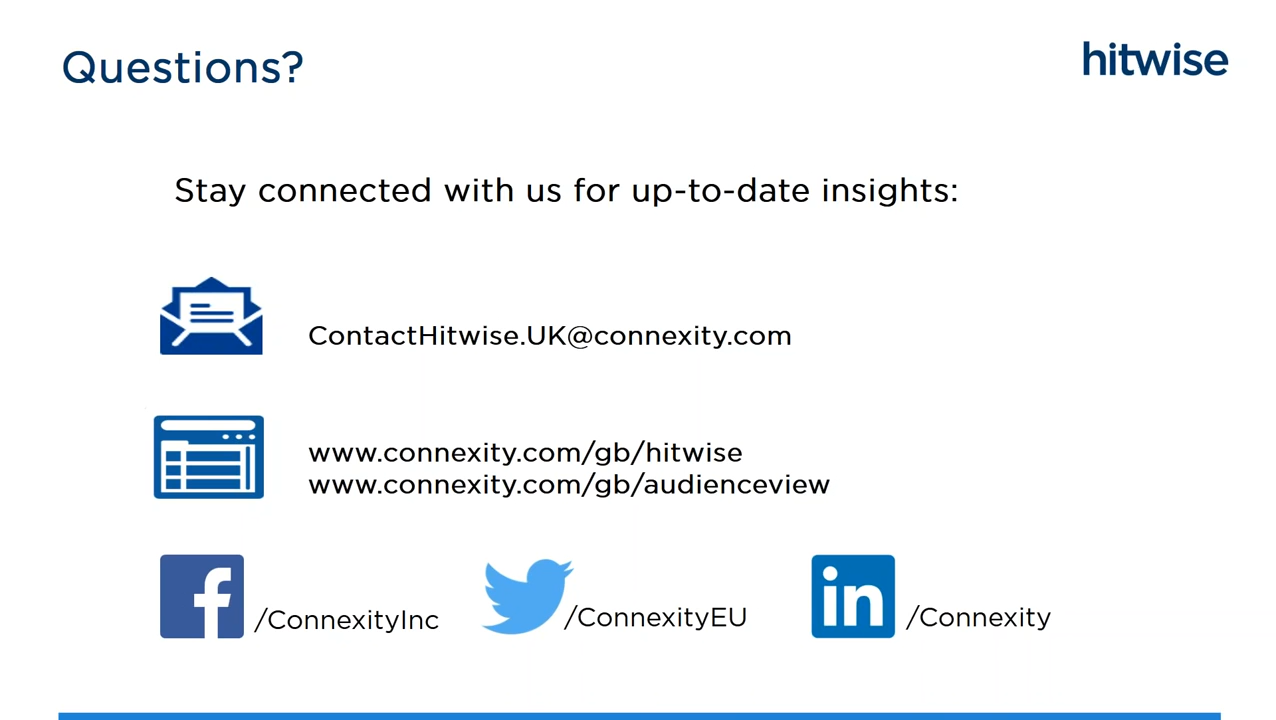 Questions?
hitwise
Stay connected with us for up-to-date insights:
ContactHitwise.UK@connexity.com
www.connexity.com/gb/hitwise
www.connexity.com/gb/audienceview
f /ConnexityInc /ConnexityEU in /Connexity